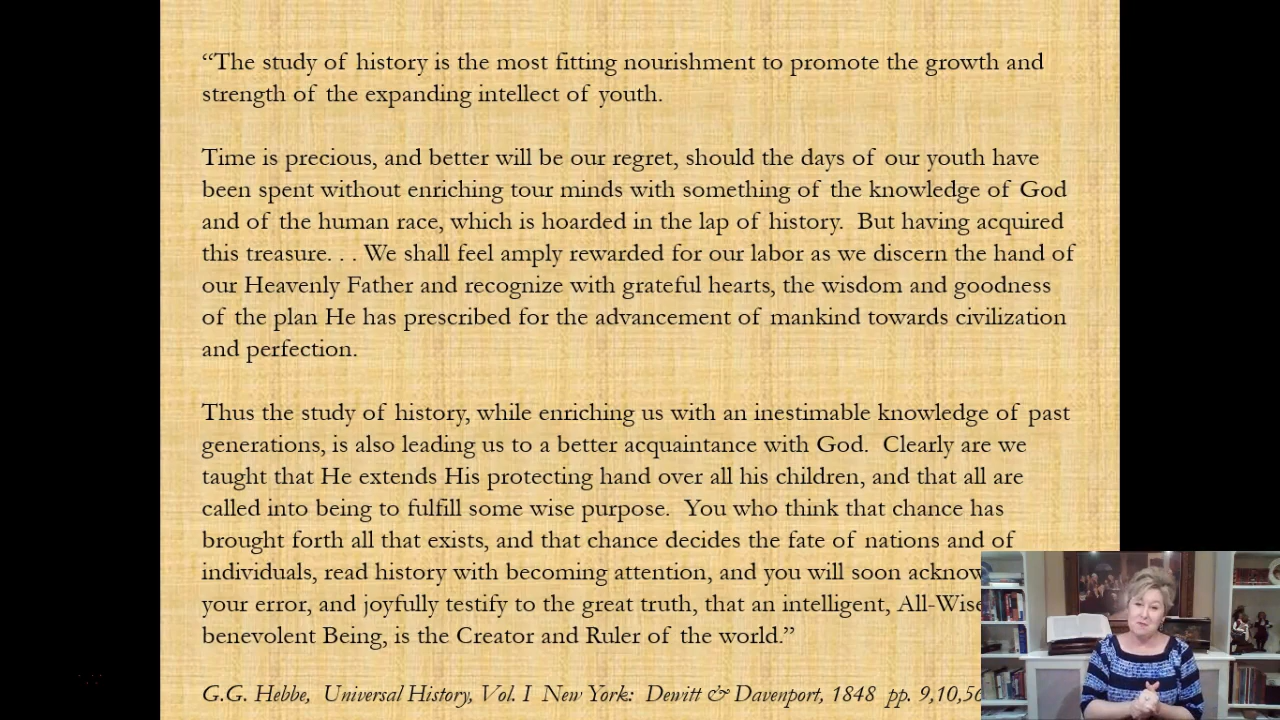 “The study of history is the most fitting nourishment to promote the growth and
strength of the expanding intellect of youth.
Time is precious, and better will be our regret, should the days of our youth have
been spent without enriching tour minds with something of the knowledge of God
and of the human race, which is hoarded in the lap of history. But having acquired
this treasure. . . We shall feel amply rewarded for our labor as we discern the hand of
our Heavenly Father and recognize with grateful hearts, the wisdom and goodness
of the plan He has prescribed for the advancement of mankind towards civilization
and perfection.
Thus the study of history, while enriching us with an inestimable knowledge of past
generations, is also leading us to a better acquaintance with God. Clearly are we
taught that He extends His protecting hand over all his children, and that all are
called into being to fulfill some wise purpose. You who think that chance has
brought forth all that exists, and that chance decides the fate of nations and of
individuals, read history with becoming attention, and you will soon
your error, and joyfully testify to the great truth, that an intelligent, All-Wise
benevolent Being, is the Creator and Ruler of the world.”
G.G. Hebbe, Universal History, Vol. I New York: Dewitt & Davenport, 1848 pp. 9,10,56